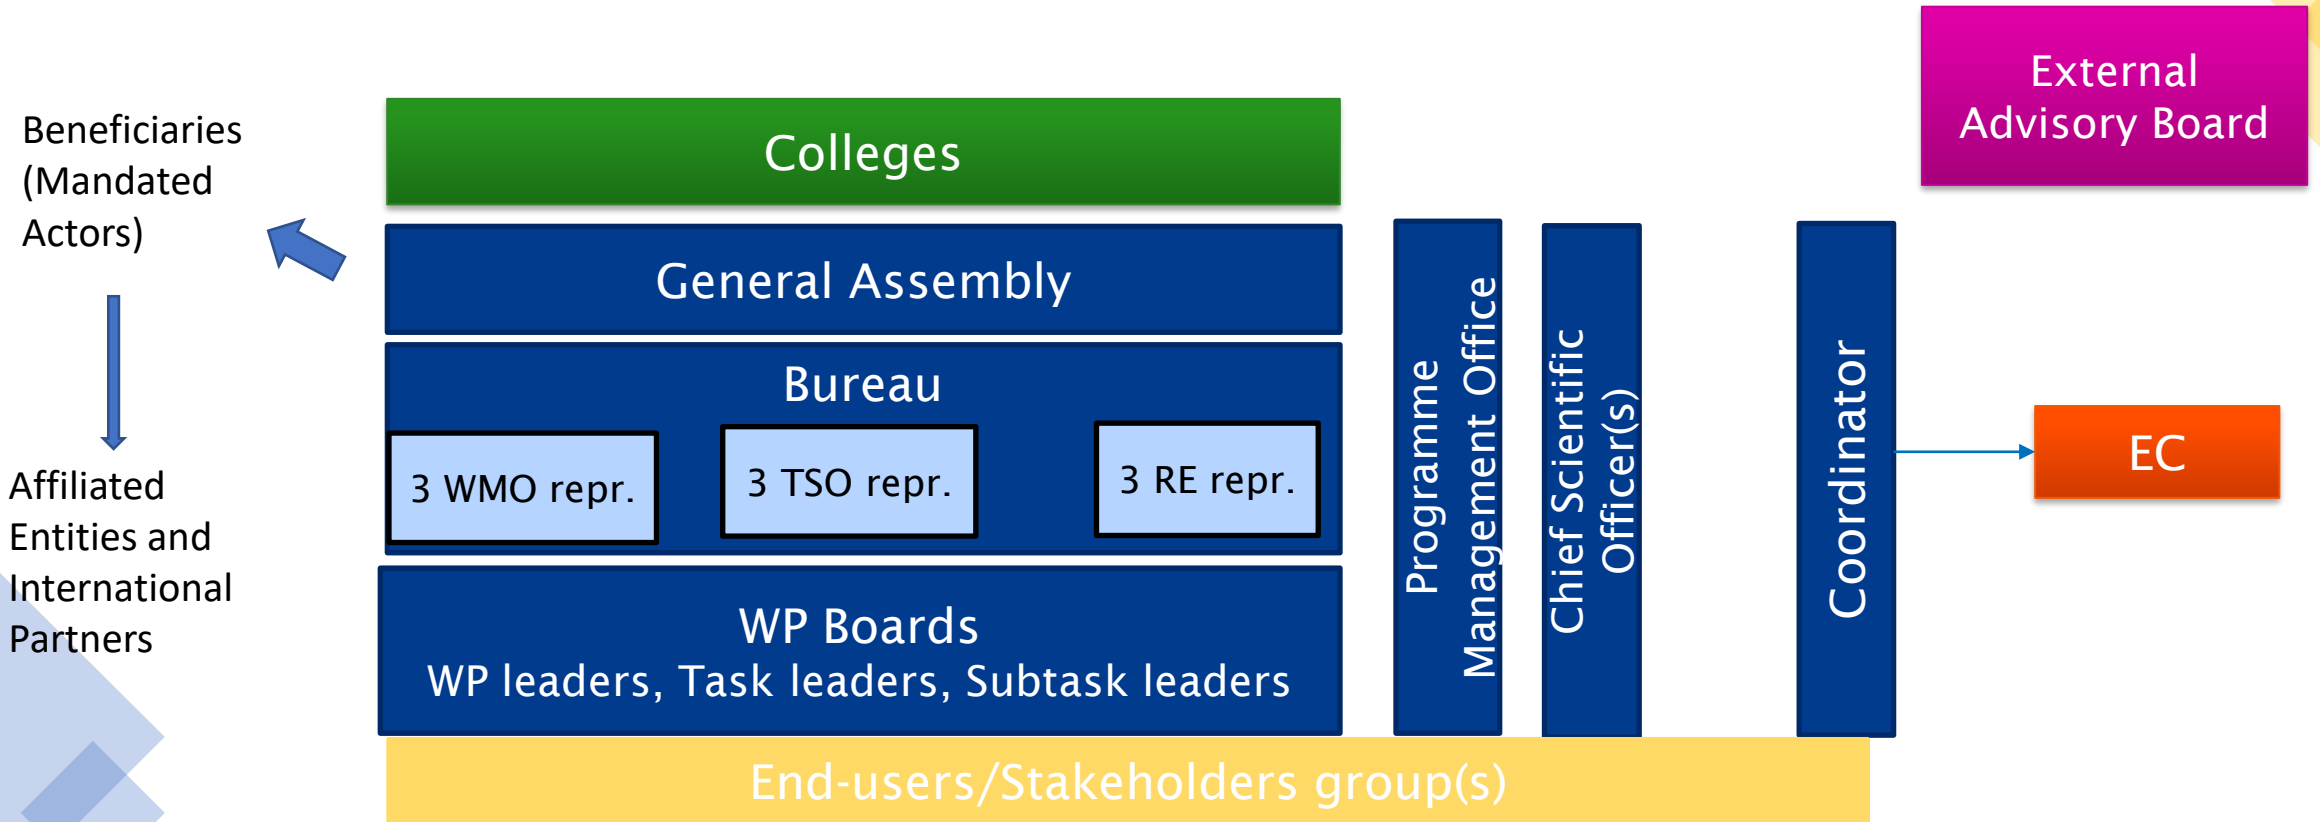 External
Advisory Board
Beneficiaries
(Mandated
Actors)
Colleges
General Assembly
Bureau
3 WMO repr.
3 TSO repr.
3 RE repr.
Programme
Management Office
Chief Scientific
Officer(s)
Coordinator
EC
Affiliated
Entities and
International
Partners
WP Boards
WP leaders, Task leaders, Subtask leaders
End-users/Stakeholders group(s)